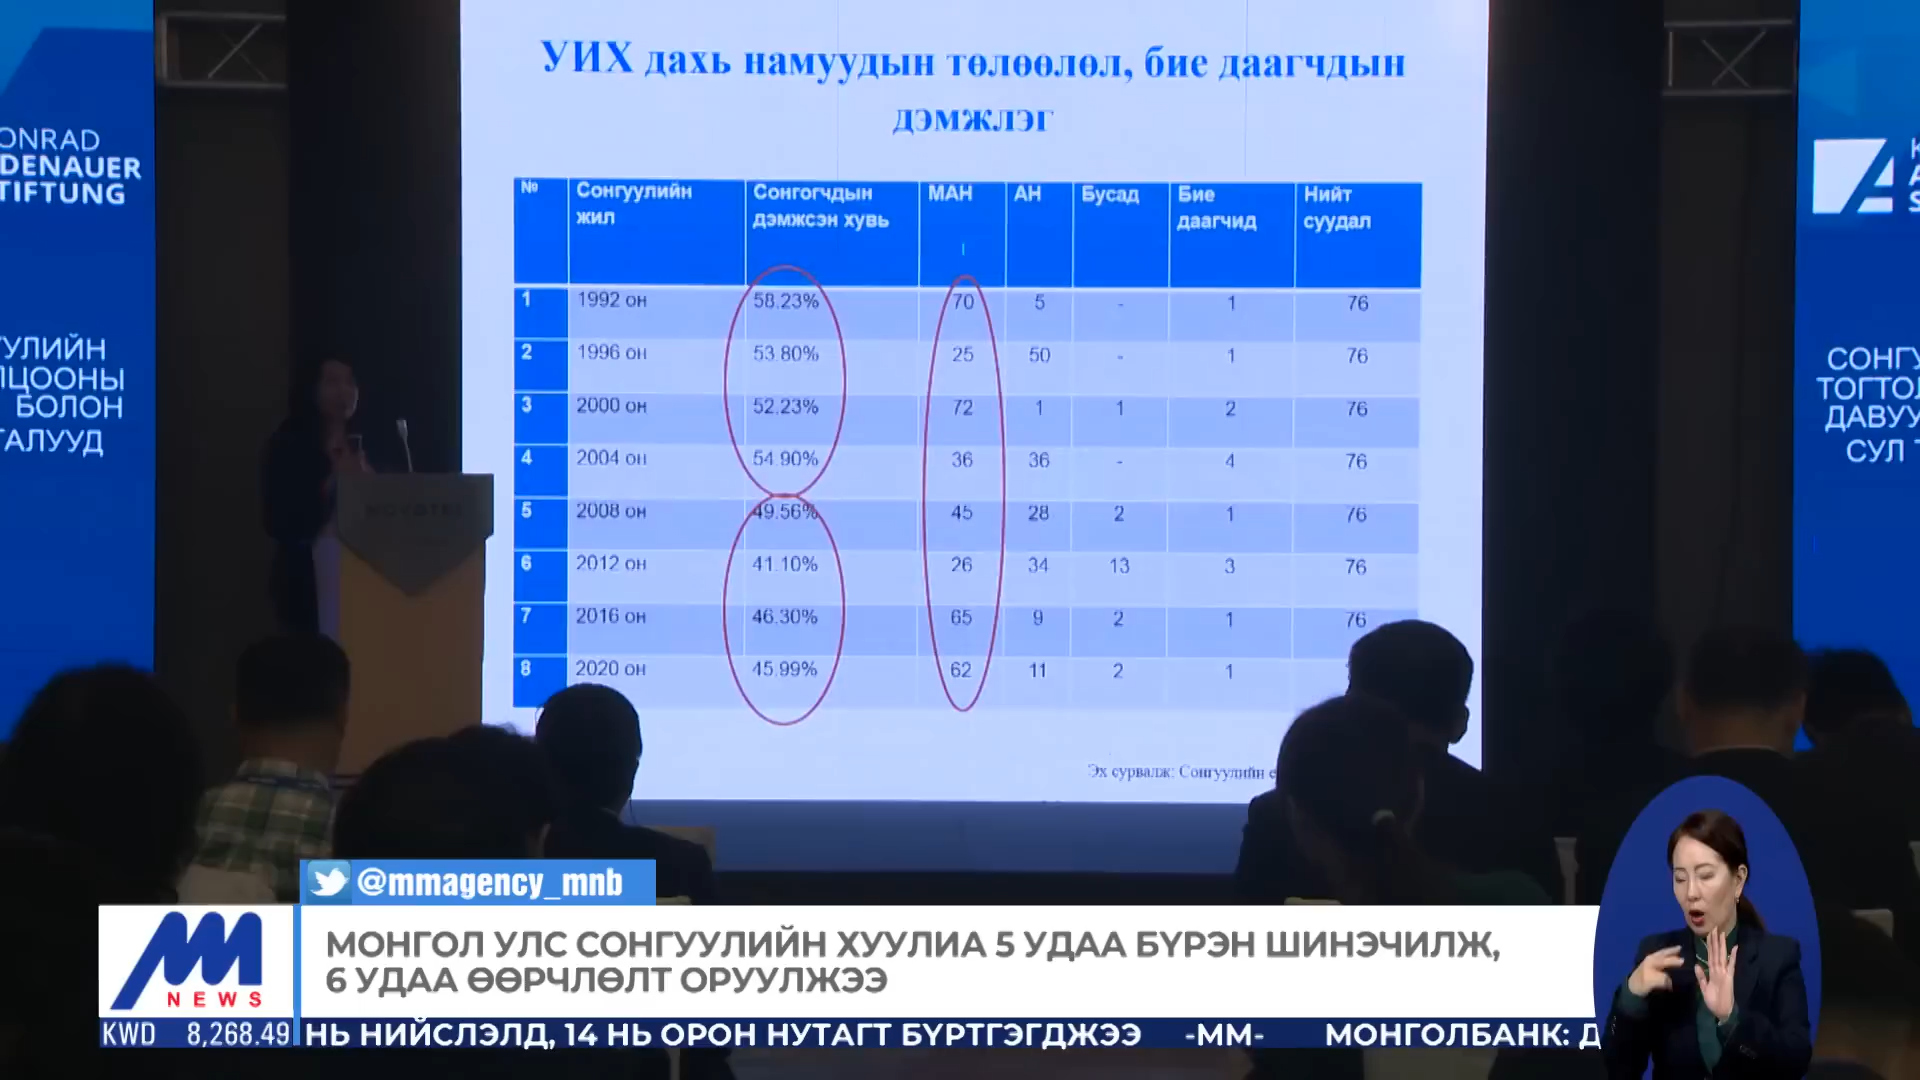 УИХ дахь намуудын төлөөлөл, бие даагчдын
дэмжлэг
№ Сонгуулийн жил Сонгогчдын дэмжсэн хувь МАН АН Бусад Бие даагчид Нийт суудал
1 1992 он 58.23% 70 5 - 1 76
2 1996 он 53.80% 25 50 - 1 76
3 2000 он 52.23% 72 1 1 2 76
4 2004 он 54.90% 36 36 - 4 76
5 2008 он 49.56% 45 28 2 1 76
6 2012 он 41.10% 26 34 13 3 76
7 2016 он 46.30% 65 9 2 1 76
8 2020 он 45.99% 62 11 2 1
Эх сурвалж: Сонгуулийн
ONRAD
DENAUER
TIFTUNG
БОЛОН
СОНГУ
ДАВУУ
СУЛ
NOVOTEL
@mmagency_mnb
MM
NEWS
МОНГОЛ УЛС СОНГУУЛИЙН ХУУЛИА 5 УДАА БҮРЭН ШИНЭЧИЛЖ,
6 УДАА ӨӨРЧЛӨЛТ ОРУУЛЖЭЭ
KWD 8,268.49 НЬ НИЙСЛЭЛД, 14 НЬ ОРОН НУТАГТ БҮРТГЭГДЖЭЭ -ММ- МОНГОЛБАНК: Д